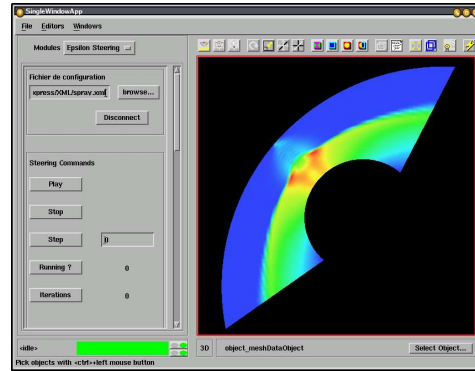 SingleWindowApp
File Editors Windows
Modules Epsilon Steering
Fichier de configuration
xpress/XML/spray.xml browse...
Disconnect
Steering Commands
Play
Stop
Step 0
Running ? 0
Iterations 0
<idle>
3D object_meshDataObject Select Object...
Pick objects with <ctrl>+left mouse button